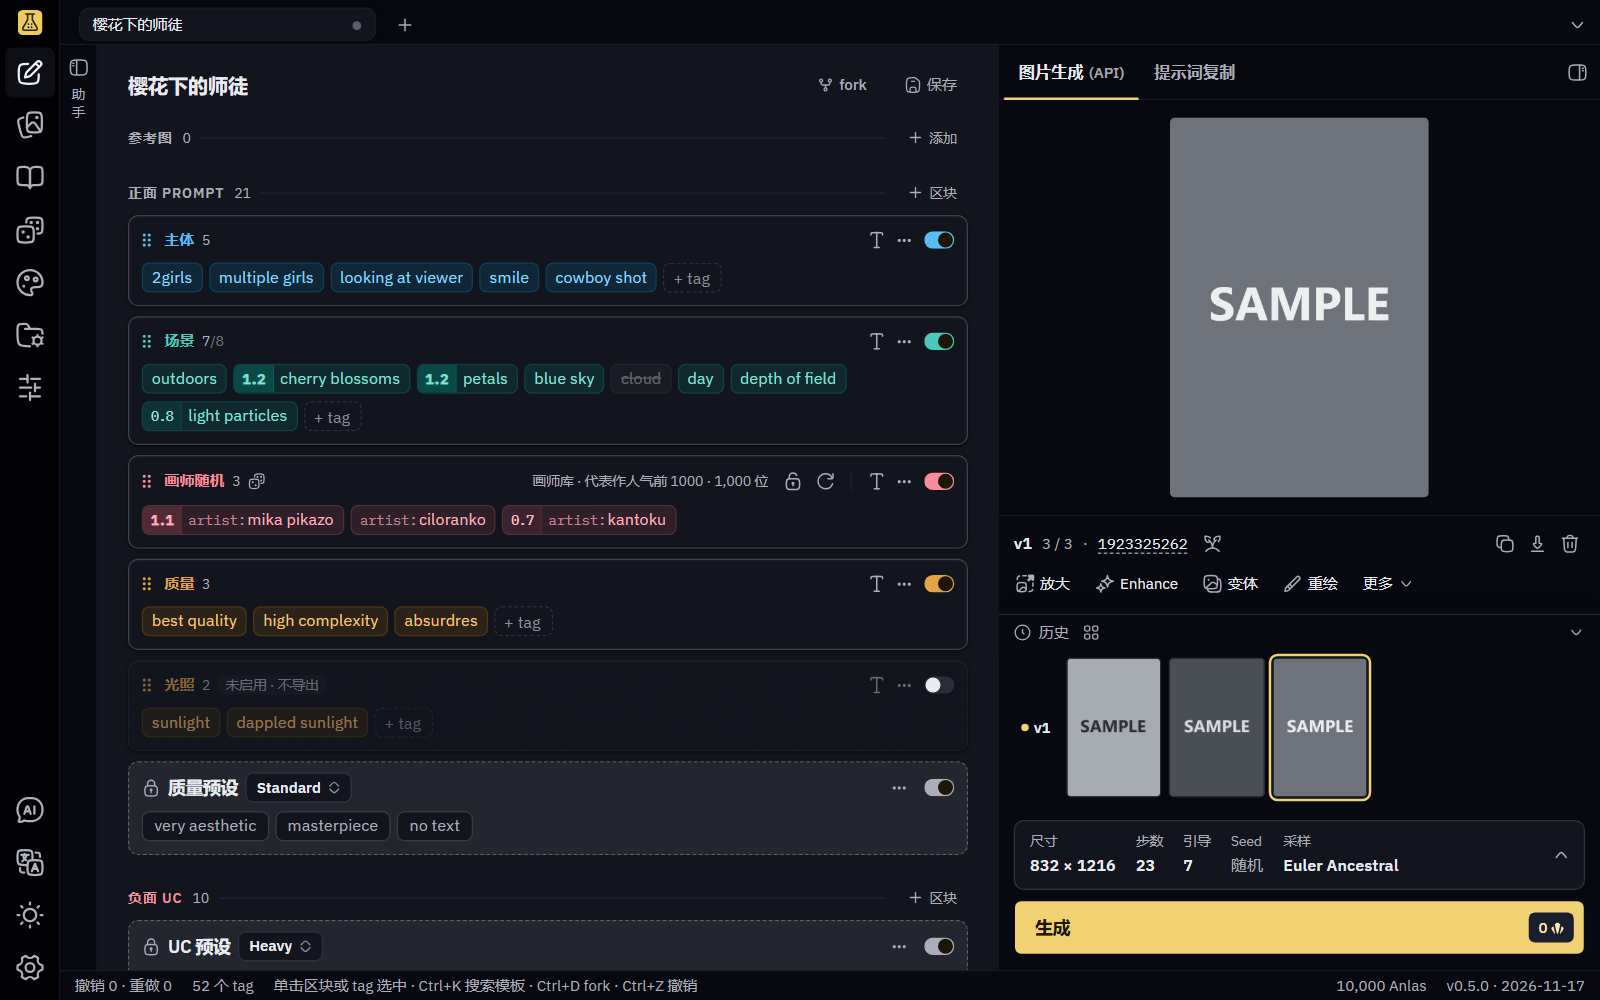 樱花下的师徒
助手
樱花下的师徒
fork
保存
参考图 0
添加
正面 PROMPT 21
区块
主体 5
2girls
multiple girls
looking at viewer
smile
cowboy shot
+ tag
场景 7/8
outdoors
1.2 cherry blossoms
1.2 petals
blue sky
cloud
day
depth of field
0.8 light particles
+ tag
画师随机 3
画师库 · 代表作人气前 1000 · 1,000 位
1.1 artist:mika pikazo
artist:ciloranko
0.7 artist:kantoku
质量 3
best quality
high complexity
absurdres
+ tag
光照 2 未启用 · 不导出
sunlight
dappled sunlight
+ tag
质量预设 Standard
very aesthetic
masterpiece
no text
负面 UC 10
区块
UC 预设 Heavy
图片生成 (API)
提示词复制
SAMPLE
v1 3 / 3 · 1923325262
放大
Enhance
变体
重绘
更多
历史
v1
SAMPLE
SAMPLE
SAMPLE
尺寸 步数 引导 Seed 采样
832 × 1216 23 7 随机 Euler Ancestral
生成
0
AI
撤销 0 · 重做 0
52 个 tag
单击区块或 tag 选中 · Ctrl+K 搜索模板 · Ctrl+D fork · Ctrl+Z 撤销
10,000 Anlas
v0.5.0 · 2026-11-17